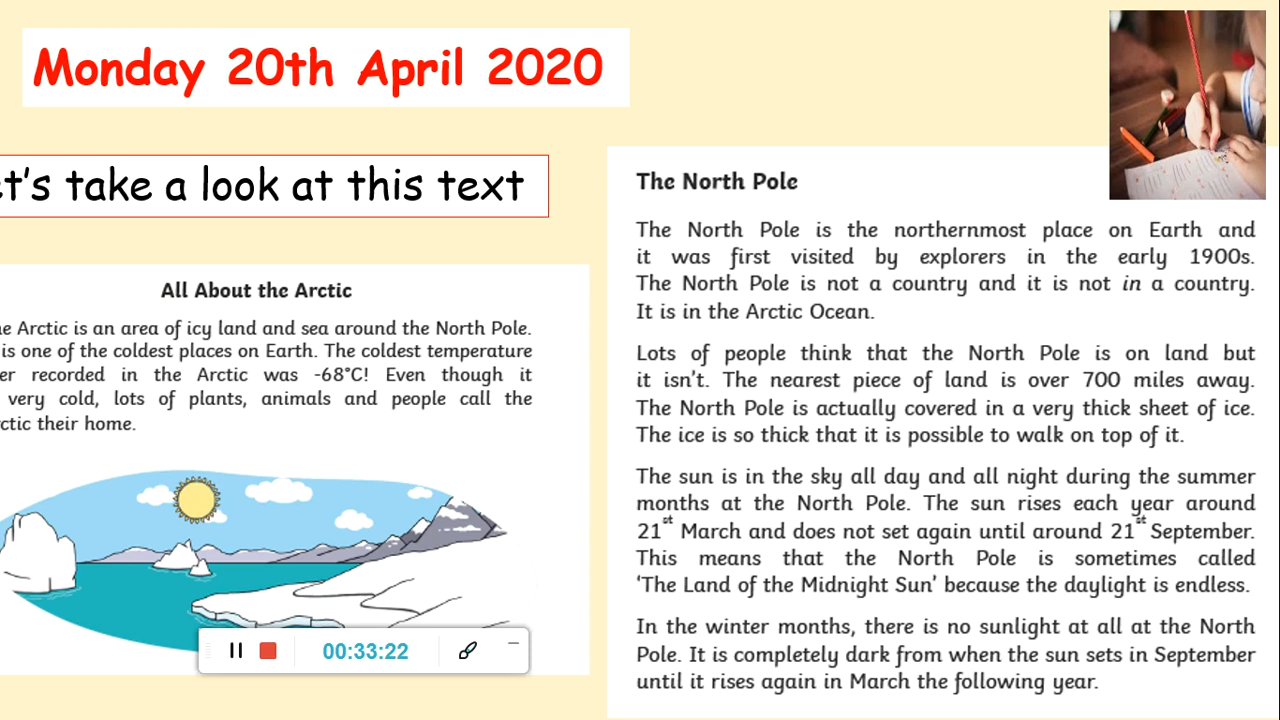 Monday 20th April 2020
t's take a look at this text
All About the Arctic
Arctic is an area of icy land and sea around the North Pole.
is one of the coldest places on Earth. The coldest temperature
er recorded in the Arctic was -68°C! Even though it
very cold, lots of plants, animals and people call the
ctic their home.
00:33:22
The North Pole
The North Pole is the northernmost place on Earth and
it was first visited by explorers in the early 1900s.
The North Pole is not a country and it is not in a country.
It is in the Arctic Ocean.
Lots of people think that the North Pole is on land but
it isn't. The nearest piece of land is over 700 miles away.
The North Pole is actually covered in a very thick sheet of ice.
The ice is so thick that it is possible to walk on top of it.
The sun is in the sky all day and all night during the summer
months at the North Pole. The sun rises each year around
21st March and does not set again until around 21st September.
This means that the North Pole is sometimes called
'The Land of the Midnight Sun' because the daylight is endless.
In the winter months, there is no sunlight at all at the North
Pole. It is completely dark from when the sun sets in September
until it rises again in March the following year.